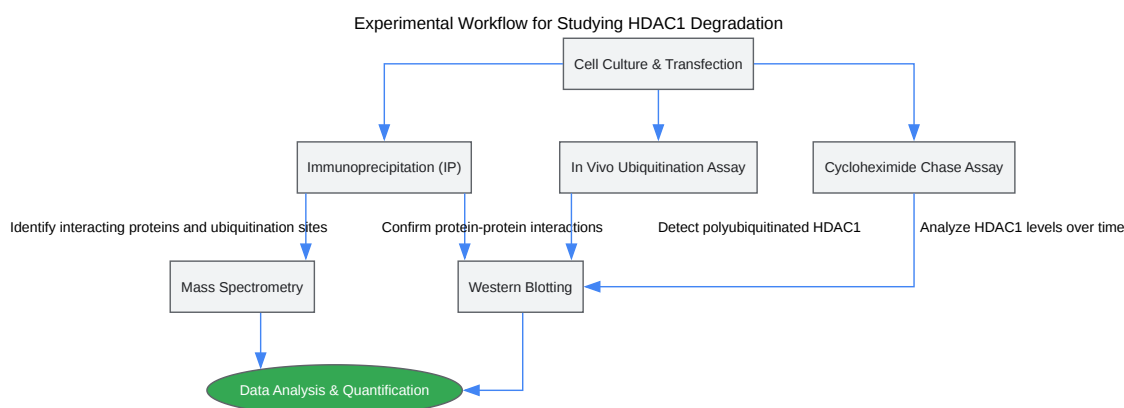 Experimental Workflow for Studying HDAC1 Degradation
Cell Culture & Transfection
Immunoprecipitation (IP)
In Vivo Ubiquitination Assay
Cycloheximide Chase Assay
Identify interacting proteins and ubiquitination sites
Confirm protein-protein interactions
Detect polyubiquitinated HDAC1
Analyze HDAC1 levels over time
Mass Spectrometry
Western Blotting
Data Analysis & Quantification